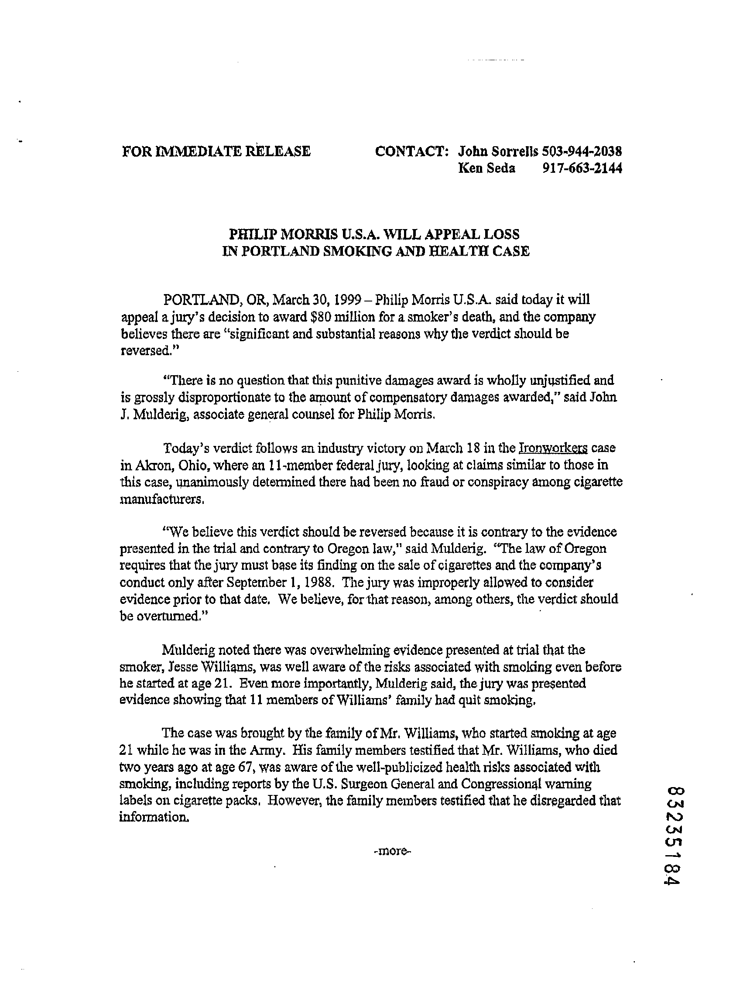 FOR IMMEDIATE RELEASE CONTACT: John Sorrells 503-944-2038
Ken Seda 917-663-2144
PHILIP MORRIS U.S.A. WILL APPEAL LOSS
IN PORTLAND SMOKING AND HEALTH CASE
PORTLAND, OR, March 30, 1999 – Philip Morris U.S.A. said today it will
appeal a jury's decision to award $80 million for a smoker's death, and the company
believes there are "significant and substantial reasons why the verdict should be
reversed."
"There is no question that this punitive damages award is wholly unjustified and
is grossly disproportionate to the amount of compensatory damages awarded," said John
J. Mulderig, associate general counsel for Philip Morris.
Today's verdict follows an industry victory on March 18 in the Ironworkers case
in Akron, Ohio, where an 11-member federal jury, looking at claims similar to those in
this case, unanimously determined there had been no fraud or conspiracy among cigarette
manufacturers.
"We believe this verdict should be reversed because it is contrary to the evidence
presented in the trial and contrary to Oregon law," said Mulderig. "The law of Oregon
requires that the jury must base its finding on the sale of cigarettes and the company's
conduct only after September 1, 1988. The jury was improperly allowed to consider
evidence prior to that date. We believe, for that reason, among others, the verdict should
be overturned."
Mulderig noted there was overwhelming evidence presented at trial that the
smoker, Jesse Williams, was well aware of the risks associated with smoking even before
he started at age 21. Even more importantly, Mulderig said, the jury was presented
evidence showing that 11 members of Williams' family had quit smoking.
The case was brought by the family of Mr. Williams, who started smoking at age
21 while he was in the Army. His family members testified that Mr. Williams, who died
two years ago at age 67, was aware of the well-publicized health risks associated with
smoking, including reports by the U.S. Surgeon General and Congressional warning
labels on cigarette packs. However, the family members testified that he disregarded that
information.
-more-
83235184